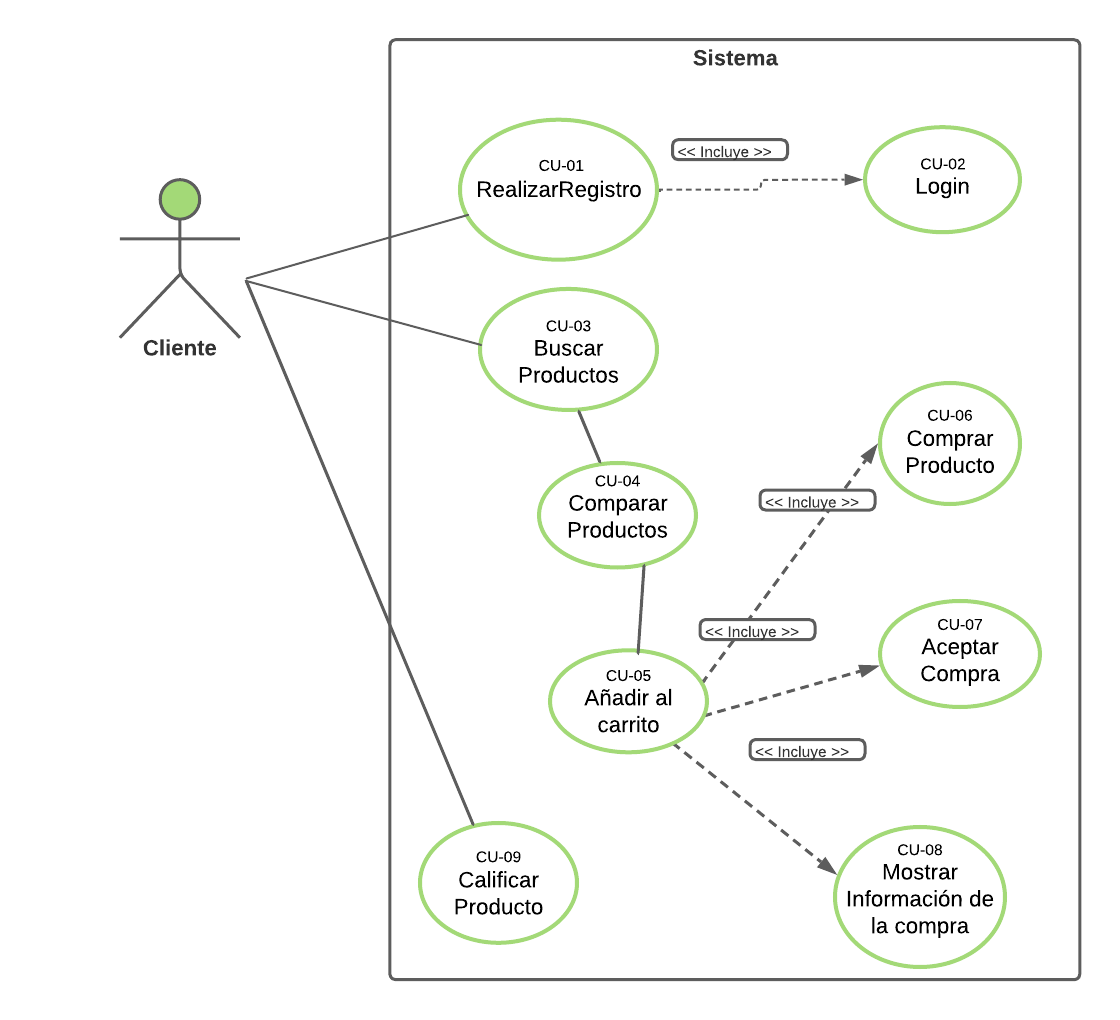 Sistema
CU-01
RealizarRegistro
<< Incluye >>
CU-02
Login
Cliente
CU-03
Buscar
Productos
CU-04
Comparar
Productos
CU-06
Comprar
Producto
<< Incluye >>
<< Incluye >>
CU-07
Aceptar
Compra
CU-05
Añadir al
carrito
<< Incluye >>
CU-09
Calificar
Producto
CU-08
Mostrar
Información de
la compra